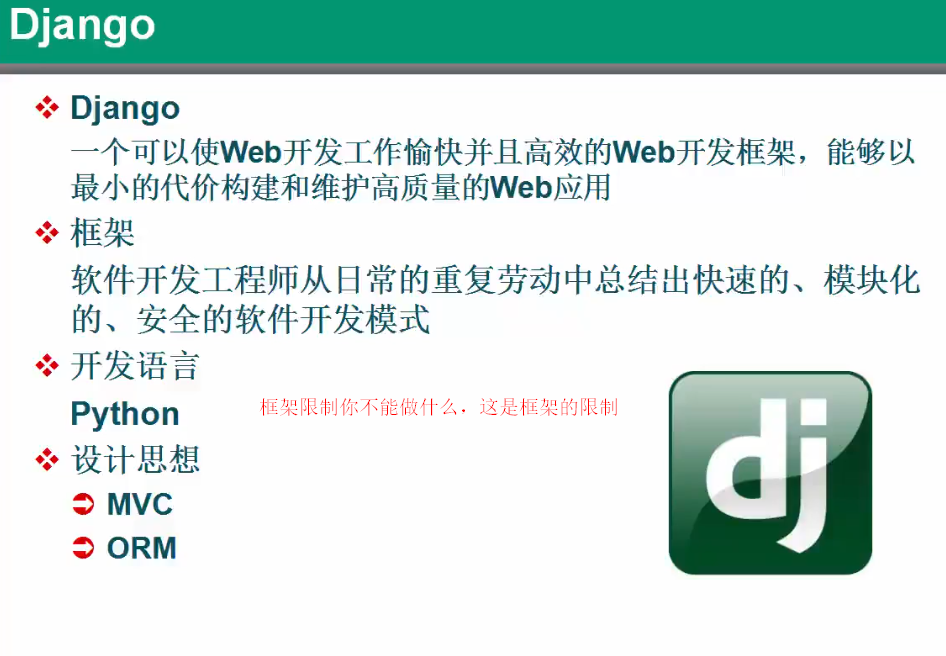 Django
Django
一个可以使Web开发工作愉快并且高效的Web开发框架，能够以
最小的代价构建和维护高质量的Web应用
框架
软件开发工程师从日常的重复劳动中总结出快速的、模块化
的、安全的软件开发模式
开发语言
Python
框架限制你不能做什么，这是框架的限制
设计思想
MVC
ORM
dj